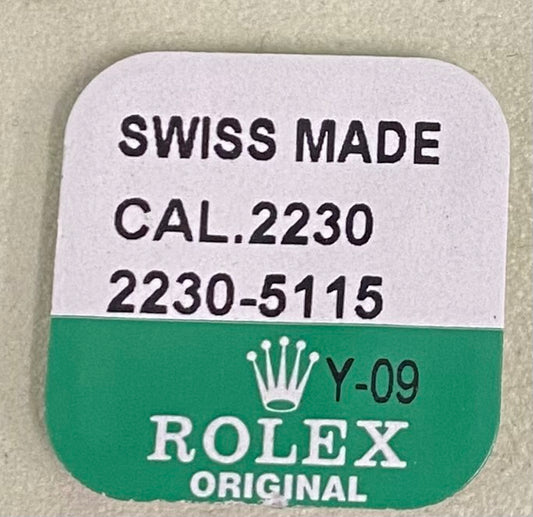 SWISS MADE
CAL.2230
2230-5115
Y-09
ROLEX
ORIGINAL